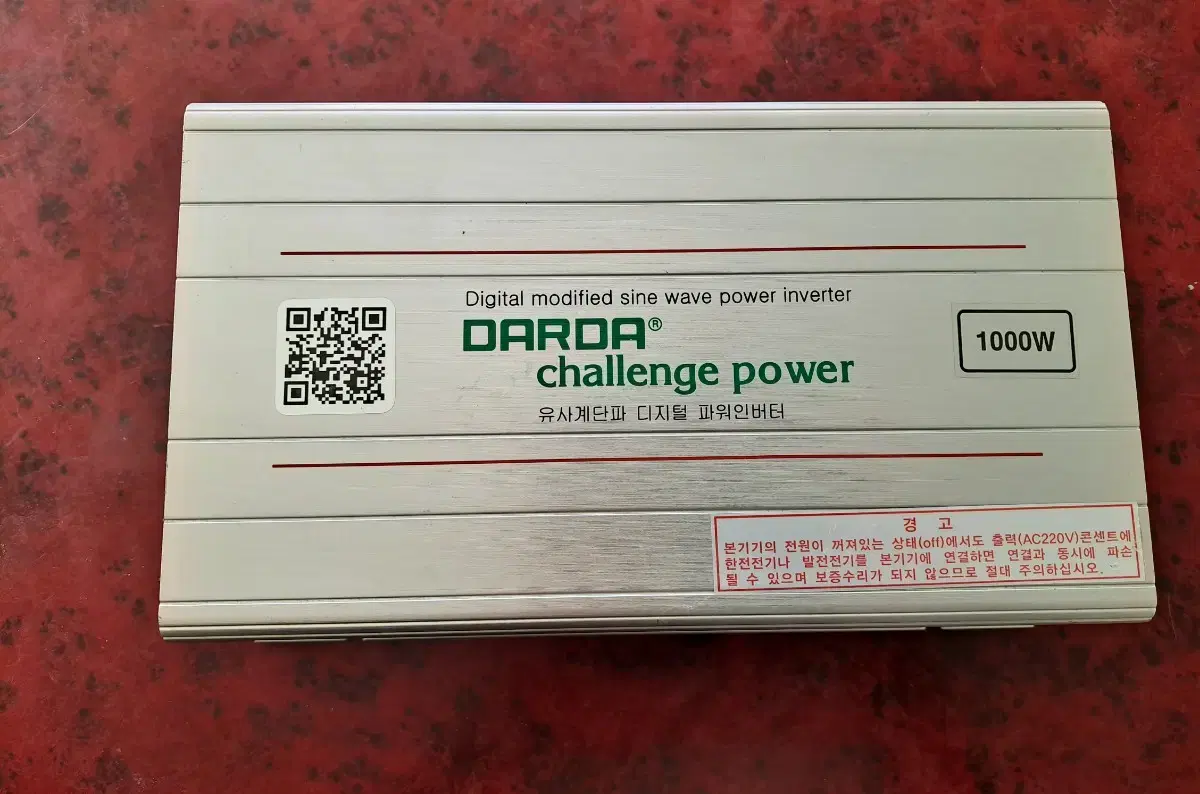 Digital modified sine wave power inverter
DARDA®
challenge power
유사계단파 디지털 파워인버터
1000W
경 고
본기기의 전원이 꺼져있는 상태(off)에서도 출력(AC220V)콘센트에
한전전기나 발전전기를 본기기에 연결하면 연결과 동시에 파손
될 수 있으며 보증수리가 되지 않으므로 절대 주의하십시오.